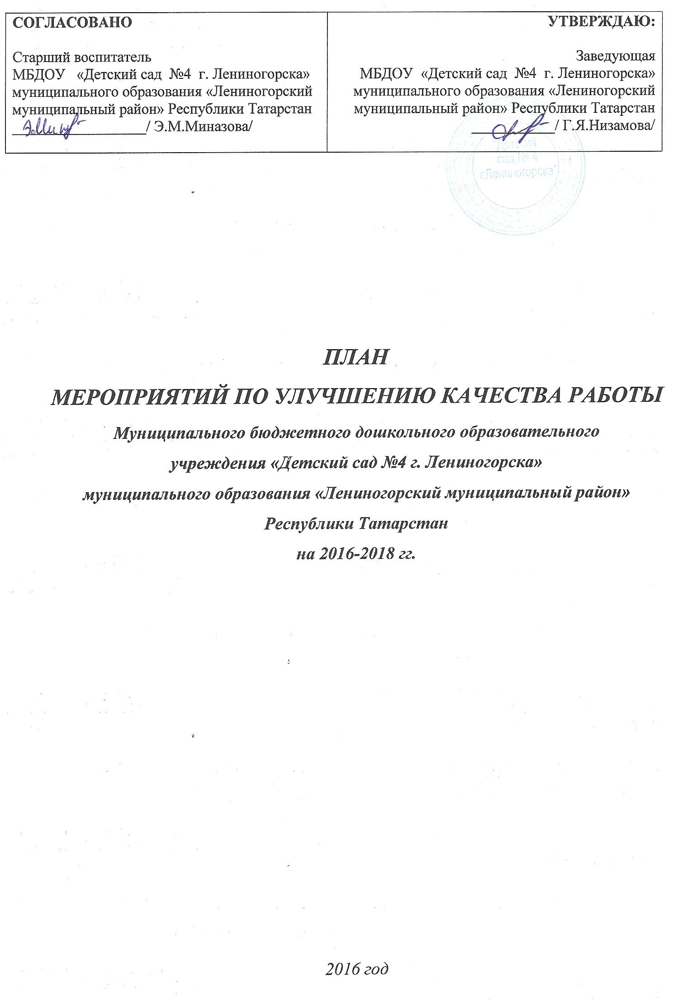 СОГЛАСОВАНО
Старший воспитатель
МБДОУ «Детский сад №4 г. Лениногорска»
муниципального образования «Лениногорский
муниципальный район» Республики Татарстан
/ Э.М.Миназова/
УТВЕРЖДАЮ:
Заведующая
МБДОУ «Детский сад №4 г. Лениногорска»
муниципального образования «Лениногорский
муниципальный район» Республики Татарстан
/ Г.Я.Низамова/
"Детский
сад № 4
г.Лениногорска"
ПЛАН
МЕРОПРИЯТИЙ ПО УЛУЧШЕНИЮ КАЧЕСТВА РАБОТЫ
Муниципального бюджетного дошкольного образовательного
учреждения «Детский сад №4 г. Лениногорска»
муниципального образования «Лениногорский муниципальный район»
Республики Татарстан
на 2016-2018 гг.
2016 год